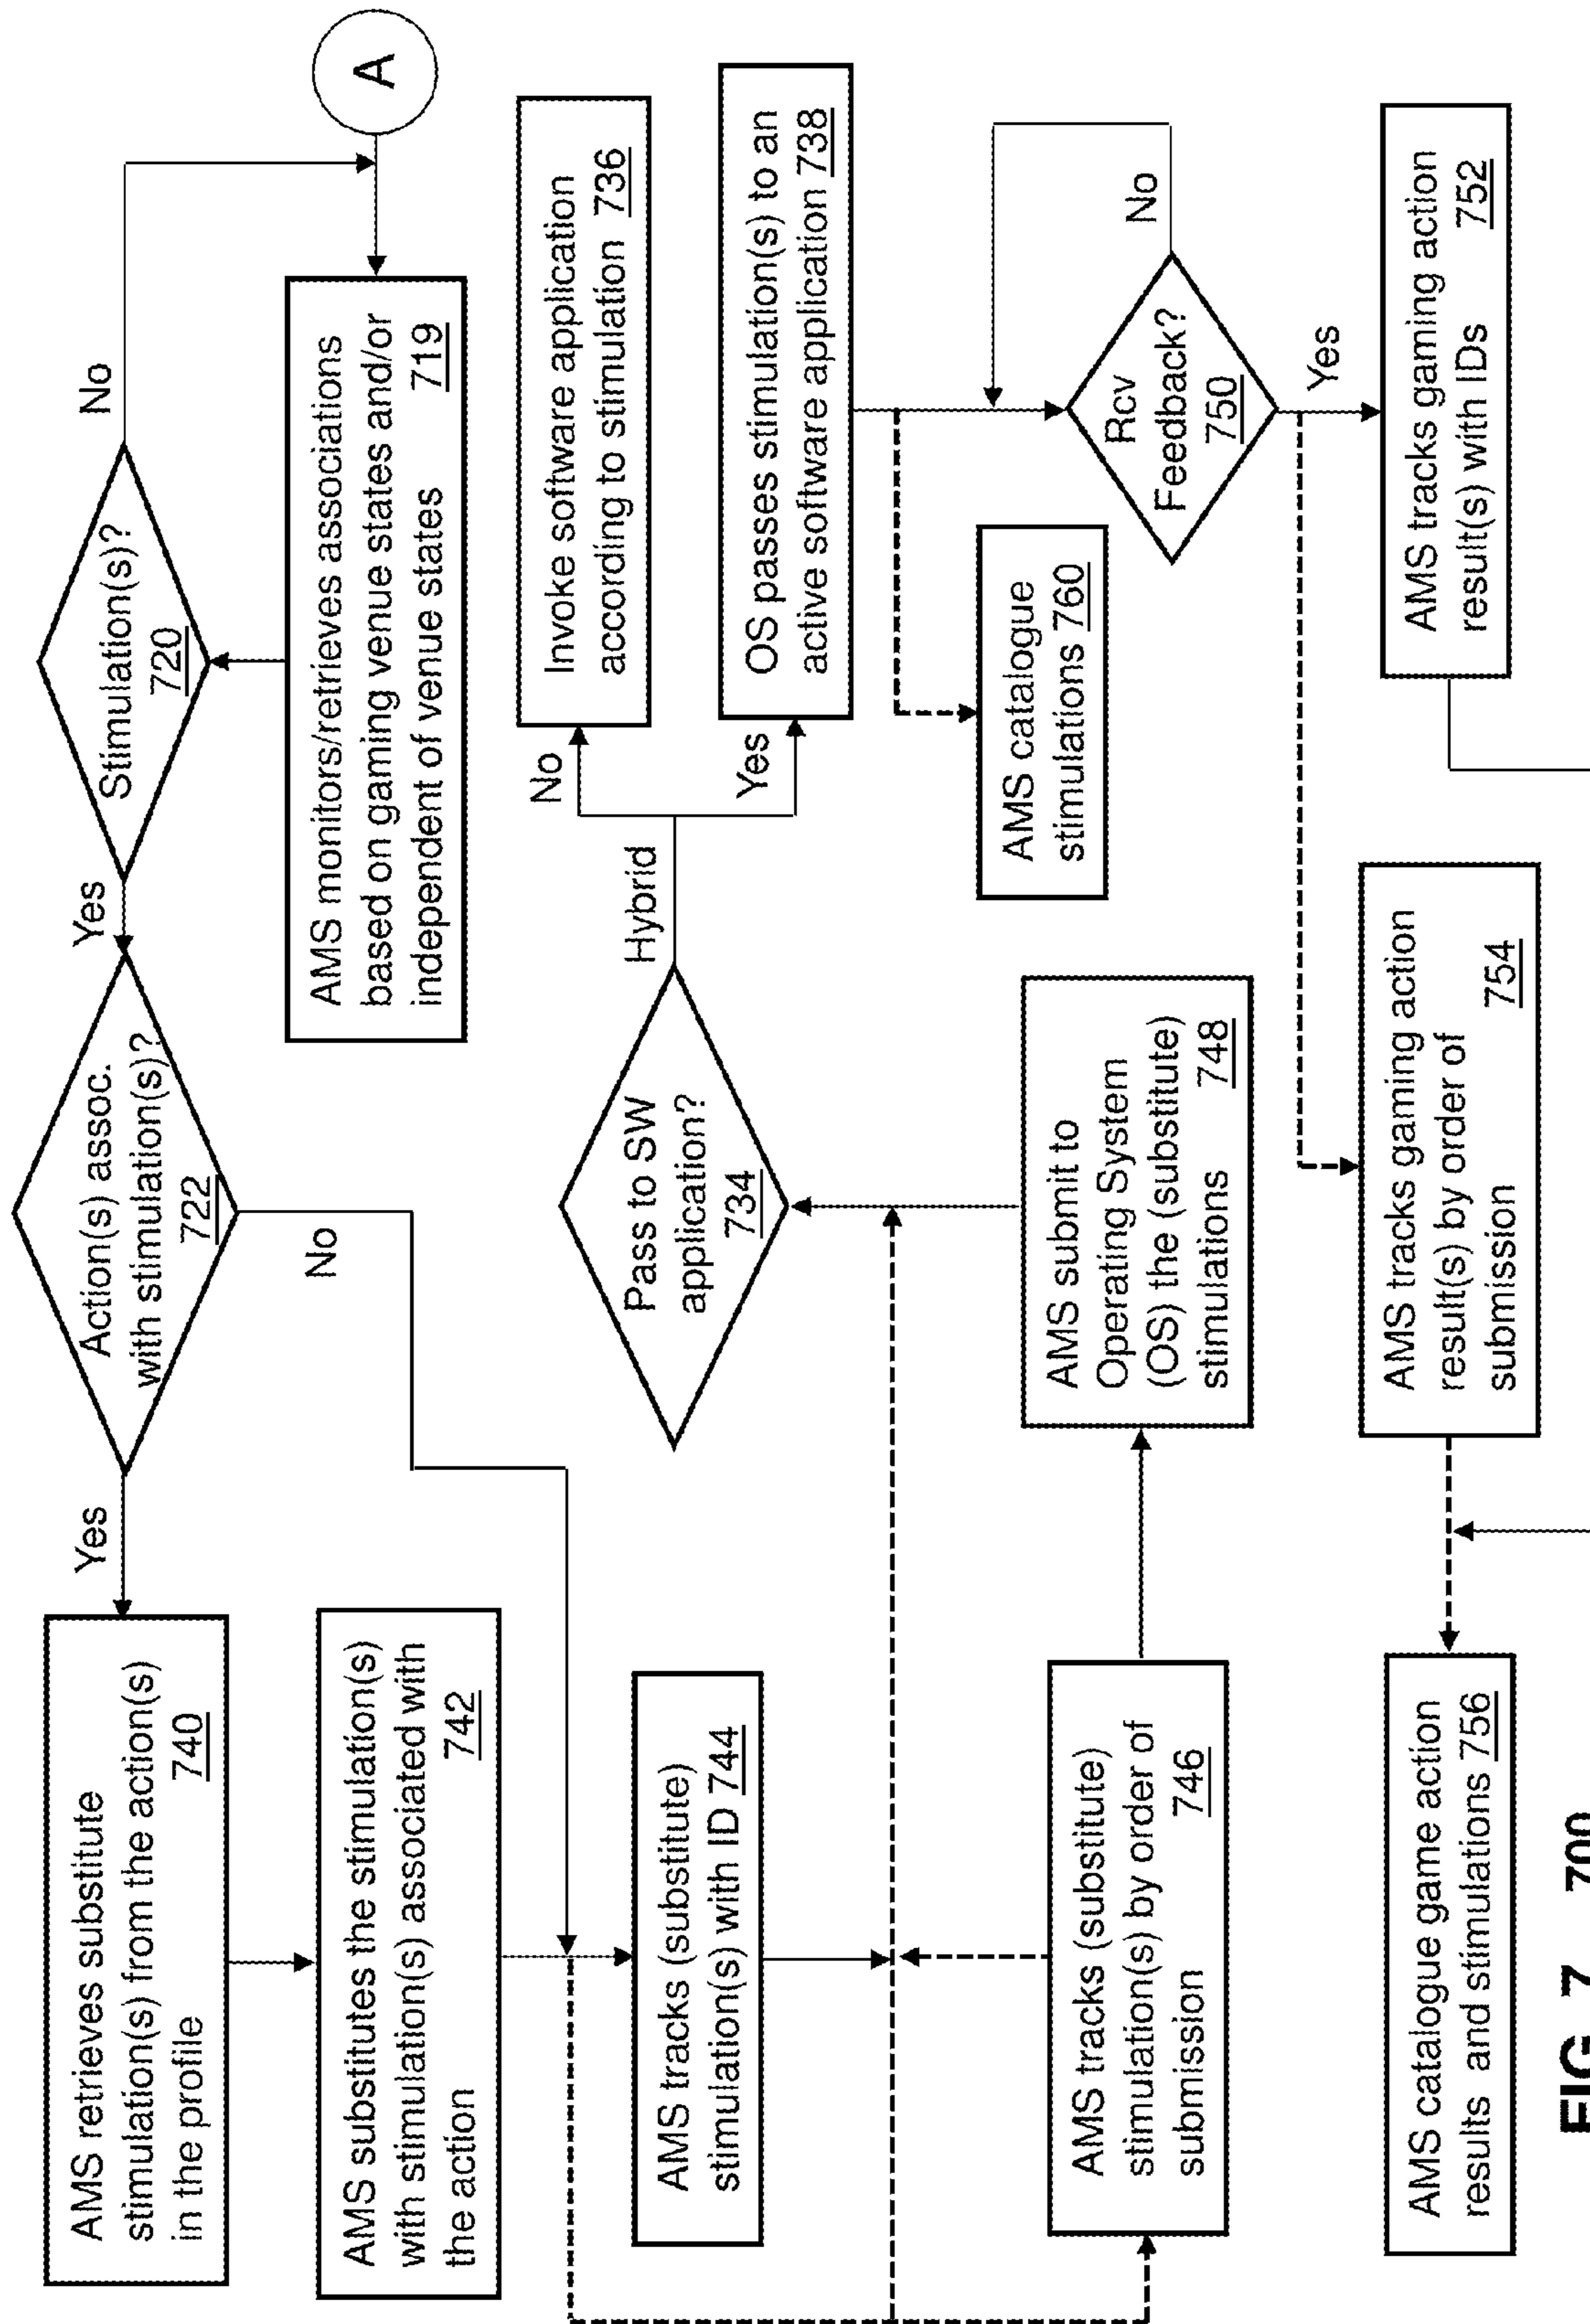 A
AMS monitors/retrieves associations
based on gaming venue states and/or
independent of venue states 719
Stimulation(s)?
720
No
Yes
Action(s) assoc.
with stimulation(s)?
722
No
Yes
AMS retrieves substitute
stimulation(s) from the action(s)
in the profile 740
AMS substitutes the stimulation(s)
with stimulation(s) associated with
the action 742
AMS tracks (substitute)
stimulation(s) with ID 744
AMS tracks (substitute)
stimulation(s) by order of
submission 746
AMS submit to
Operating System
(OS) the (substitute)
stimulations 748
Pass to SW
application?
734
Hybrid
No
Yes
Invoke software application
according to stimulation 736
OS passes stimulation(s) to an
active software application 738
AMS catalogue
stimulations 760
Rcv
Feedback?
750
No
Yes
AMS tracks gaming action
result(s) with IDs 752
AMS tracks gaming action
result(s) by order of
submission 754
AMS catalogue game action
results and stimulations 756
FIG. 7 700